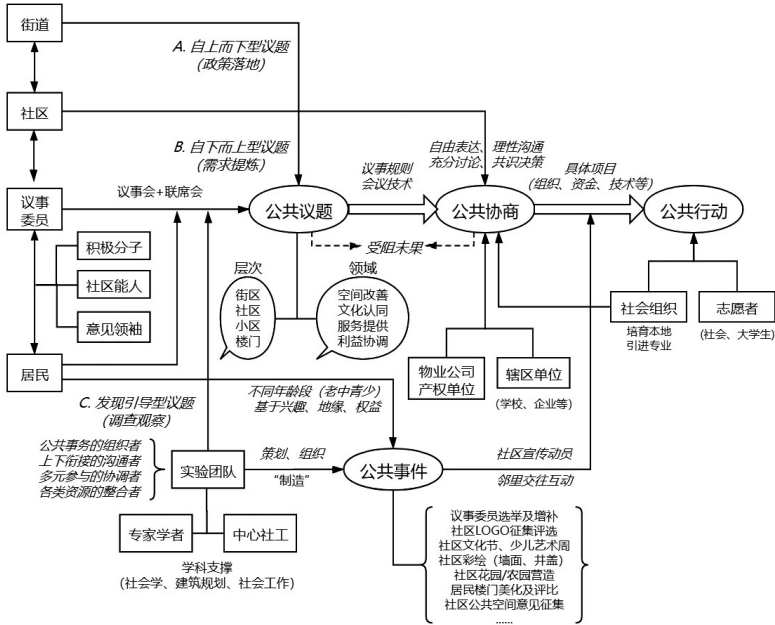 街道
A. 自上而下型议题
(政策落地)
社区
B. 自下而上型议题
(需求提炼)
自由表达、理性沟通
充分讨论、共识决策
议事规则
会议技术
具体项目
(组织、资金、技术等)
议事
委员
议事会+联席会
公共议题
公共协商
公共行动
受阻未果
积极分子
社区能人
意见领袖
层次
街区
社区
小区
楼门
领域
空间改善
文化认同
服务提供
利益协调
社会组织
志愿者
培育本地
引进专业
(社会、大学生)
物业公司
产权单位
辖区单位
(学校、企业等)
居民
不同年龄段（老中青少）
基于兴趣、地缘、权益
C. 发现引导型议题
(调查观察)
公共事务的组织者
上下衔接的沟通者
多元参与的协调者
各类资源的整合者
实验团队
策划、组织
“制造”
公共事件
社区宣传动员
邻里交往互动
专家学者
中心社工
学科支撑
(社会学、建筑规划、社会工作)
议事委员选举及增补
社区LOGO征集评选
社区文化节、少儿艺术周
社区彩绘（墙面、井盖）
社区花园/农园营造
居民楼门美化及评比
社区公共空间意见征集
......